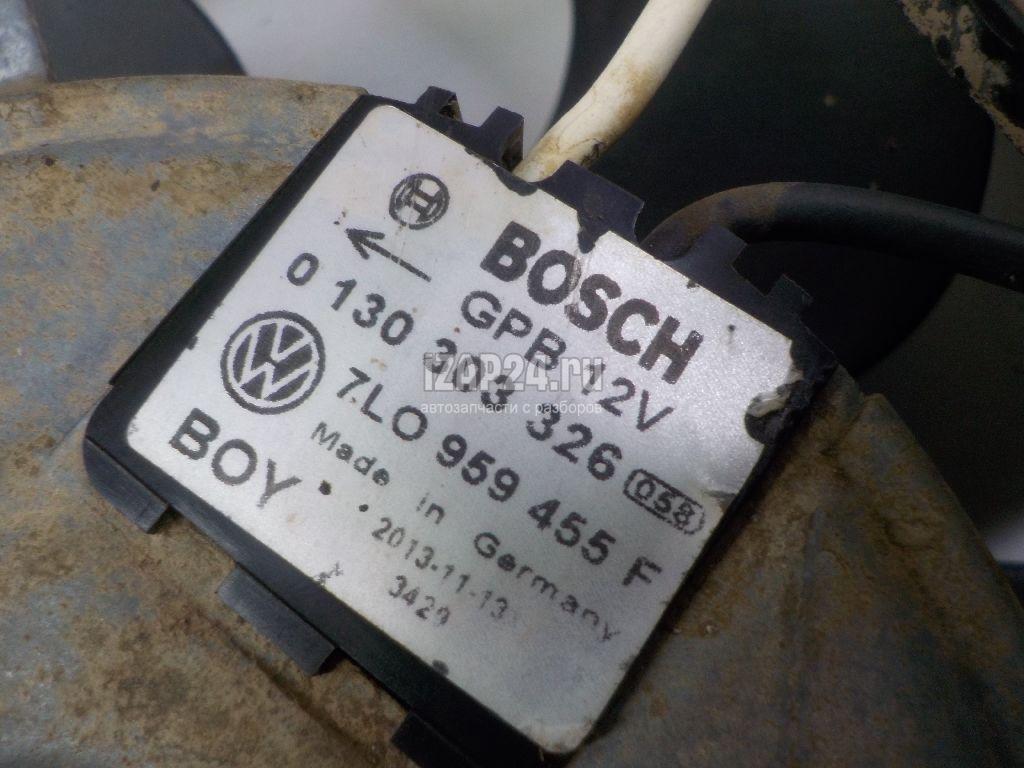 BOSCH
GPB 12V
0 130 303 326 058
7LO 959 455 F
Made in Germany
BOY
2013-11-13
3429
iZAP24.ru
автозапчасти с разборов